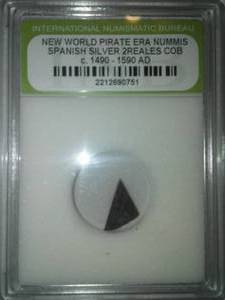 INTERNATIONAL NUMISMATIC BUREAU
NEW WORLD PIRATE ERA NUMMIS
SPANISH SILVER 2REALES COB
c. 1490 - 1590 AD
2212690751